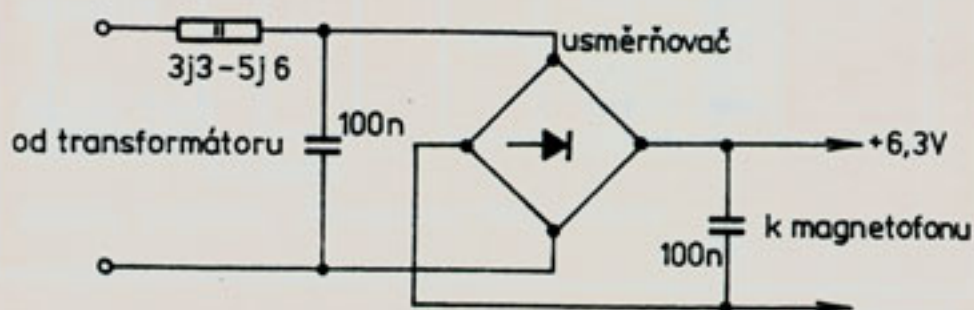 usměrňovač
3j3-5j6
od transformátoru
100n
+6,3V
k magnetofonu
100n